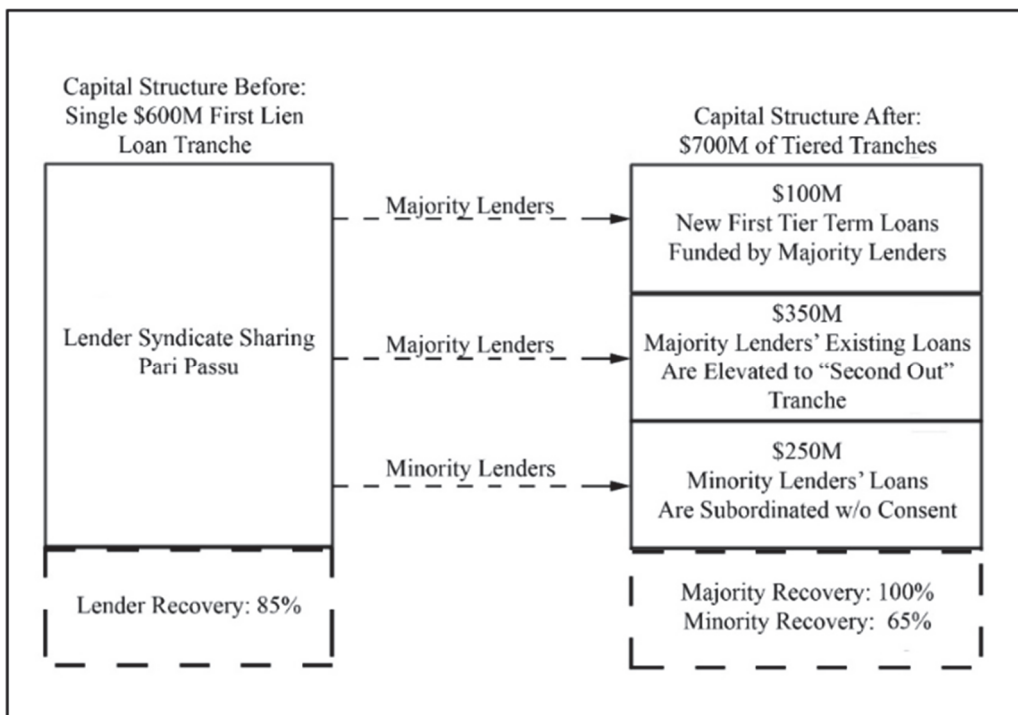 Capital Structure Before:
Single $600M First Lien
Loan Tranche
Lender Syndicate Sharing
Pari Passu
Lender Recovery: 85%
Majority Lenders
Majority Lenders
Minority Lenders
Capital Structure After:
$700M of Tiered Tranches
$100M
New First Tier Term Loans
Funded by Majority Lenders
$350M
Majority Lenders’ Existing Loans
Are Elevated to “Second Out”
Tranche
$250M
Minority Lenders’ Loans
Are Subordinated w/o Consent
Majority Recovery: 100%
Minority Recovery: 65%